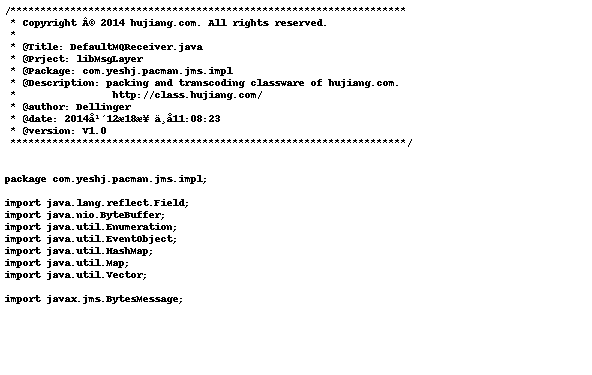 /******************************************************************
 * Copyright Â© 2014 hujiang.com. All rights reserved.
 *
 * @Title: DefaultMQReceiver.java
 * @Prject: libMsgLayer
 * @Package: com.yeshj.pacman.jms.impl
 * @Description: packing and transcoding classware of hujiang.com.
 *               http://class.hujiang.com/
 * @author: Dellinger
 * @date: 2014å¹´12æ18æ¥ ä¸å11:08:23
 * @version: V1.0
 ******************************************************************/
package com.yeshj.pacman.jms.impl;
import java.lang.reflect.Field;
import java.nio.ByteBuffer;
import java.util.Enumeration;
import java.util.EventObject;
import java.util.HashMap;
import java.util.Map;
import java.util.Vector;
import javax.jms.BytesMessage;